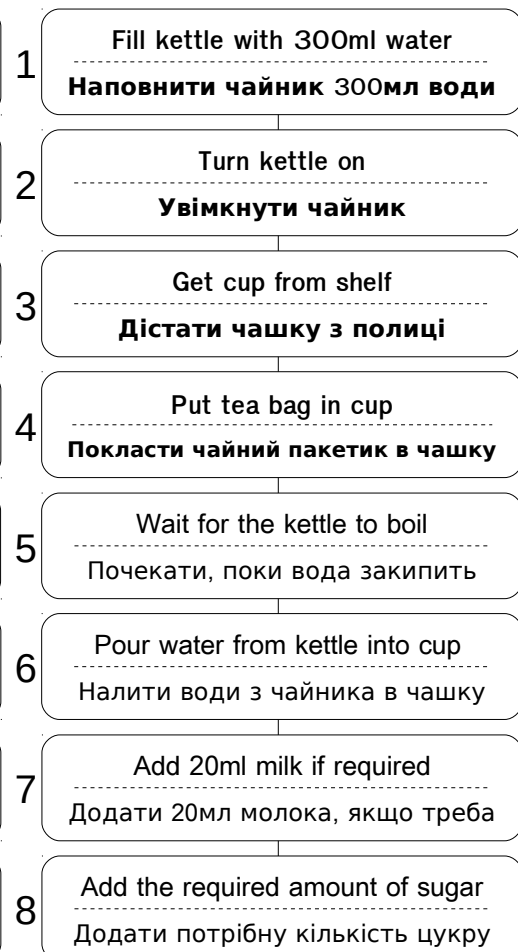 1
Fill kettle with 300ml water
Наповнити чайник 300мл води
2
Turn kettle on
Увімкнути чайник
3
Get cup from shelf
Дістати чашку з полиці
4
Put tea bag in cup
Покласти чайний пакетик в чашку
5
Wait for the kettle to boil
Почекати, поки вода закипить
6
Pour water from kettle into cup
Налити води з чайника в чашку
7
Add 20ml milk if required
Додати 20мл молока, якщо треба
8
Add the required amount of sugar
Додати потрібну кількість цукру